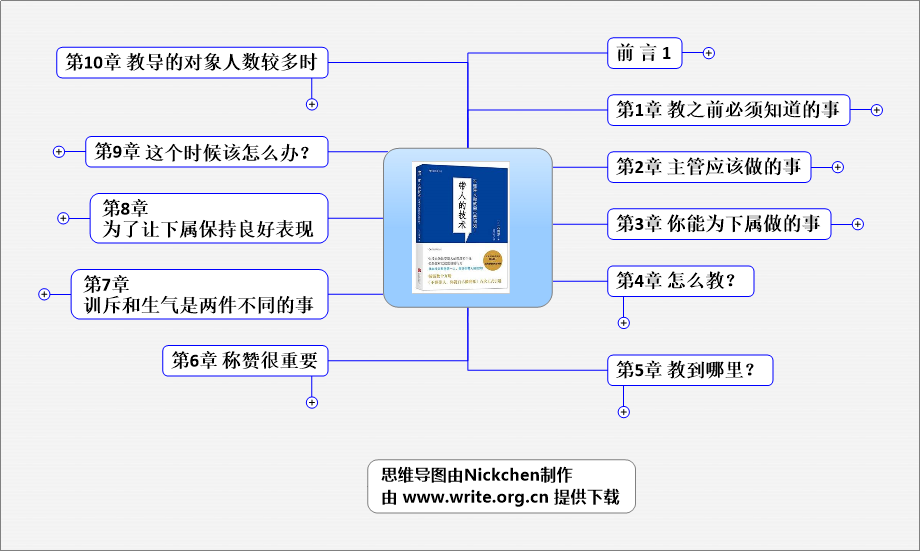 前 言 1
第1章 教之前必须知道的事
第2章 主管应该做的事
第3章 你能为下属做的事
第4章 怎么教?
第5章 教到哪里?
第10章 教导的对象人数较多时
第9章 这个时候该怎么办?
第8章
为了让下属保持良好表现
第7章
训斥和生气是两件不同的事
第6章 称赞很重要
带人的技术
思维导图由Nickchen制作
由 www.write.org.cn 提供下载